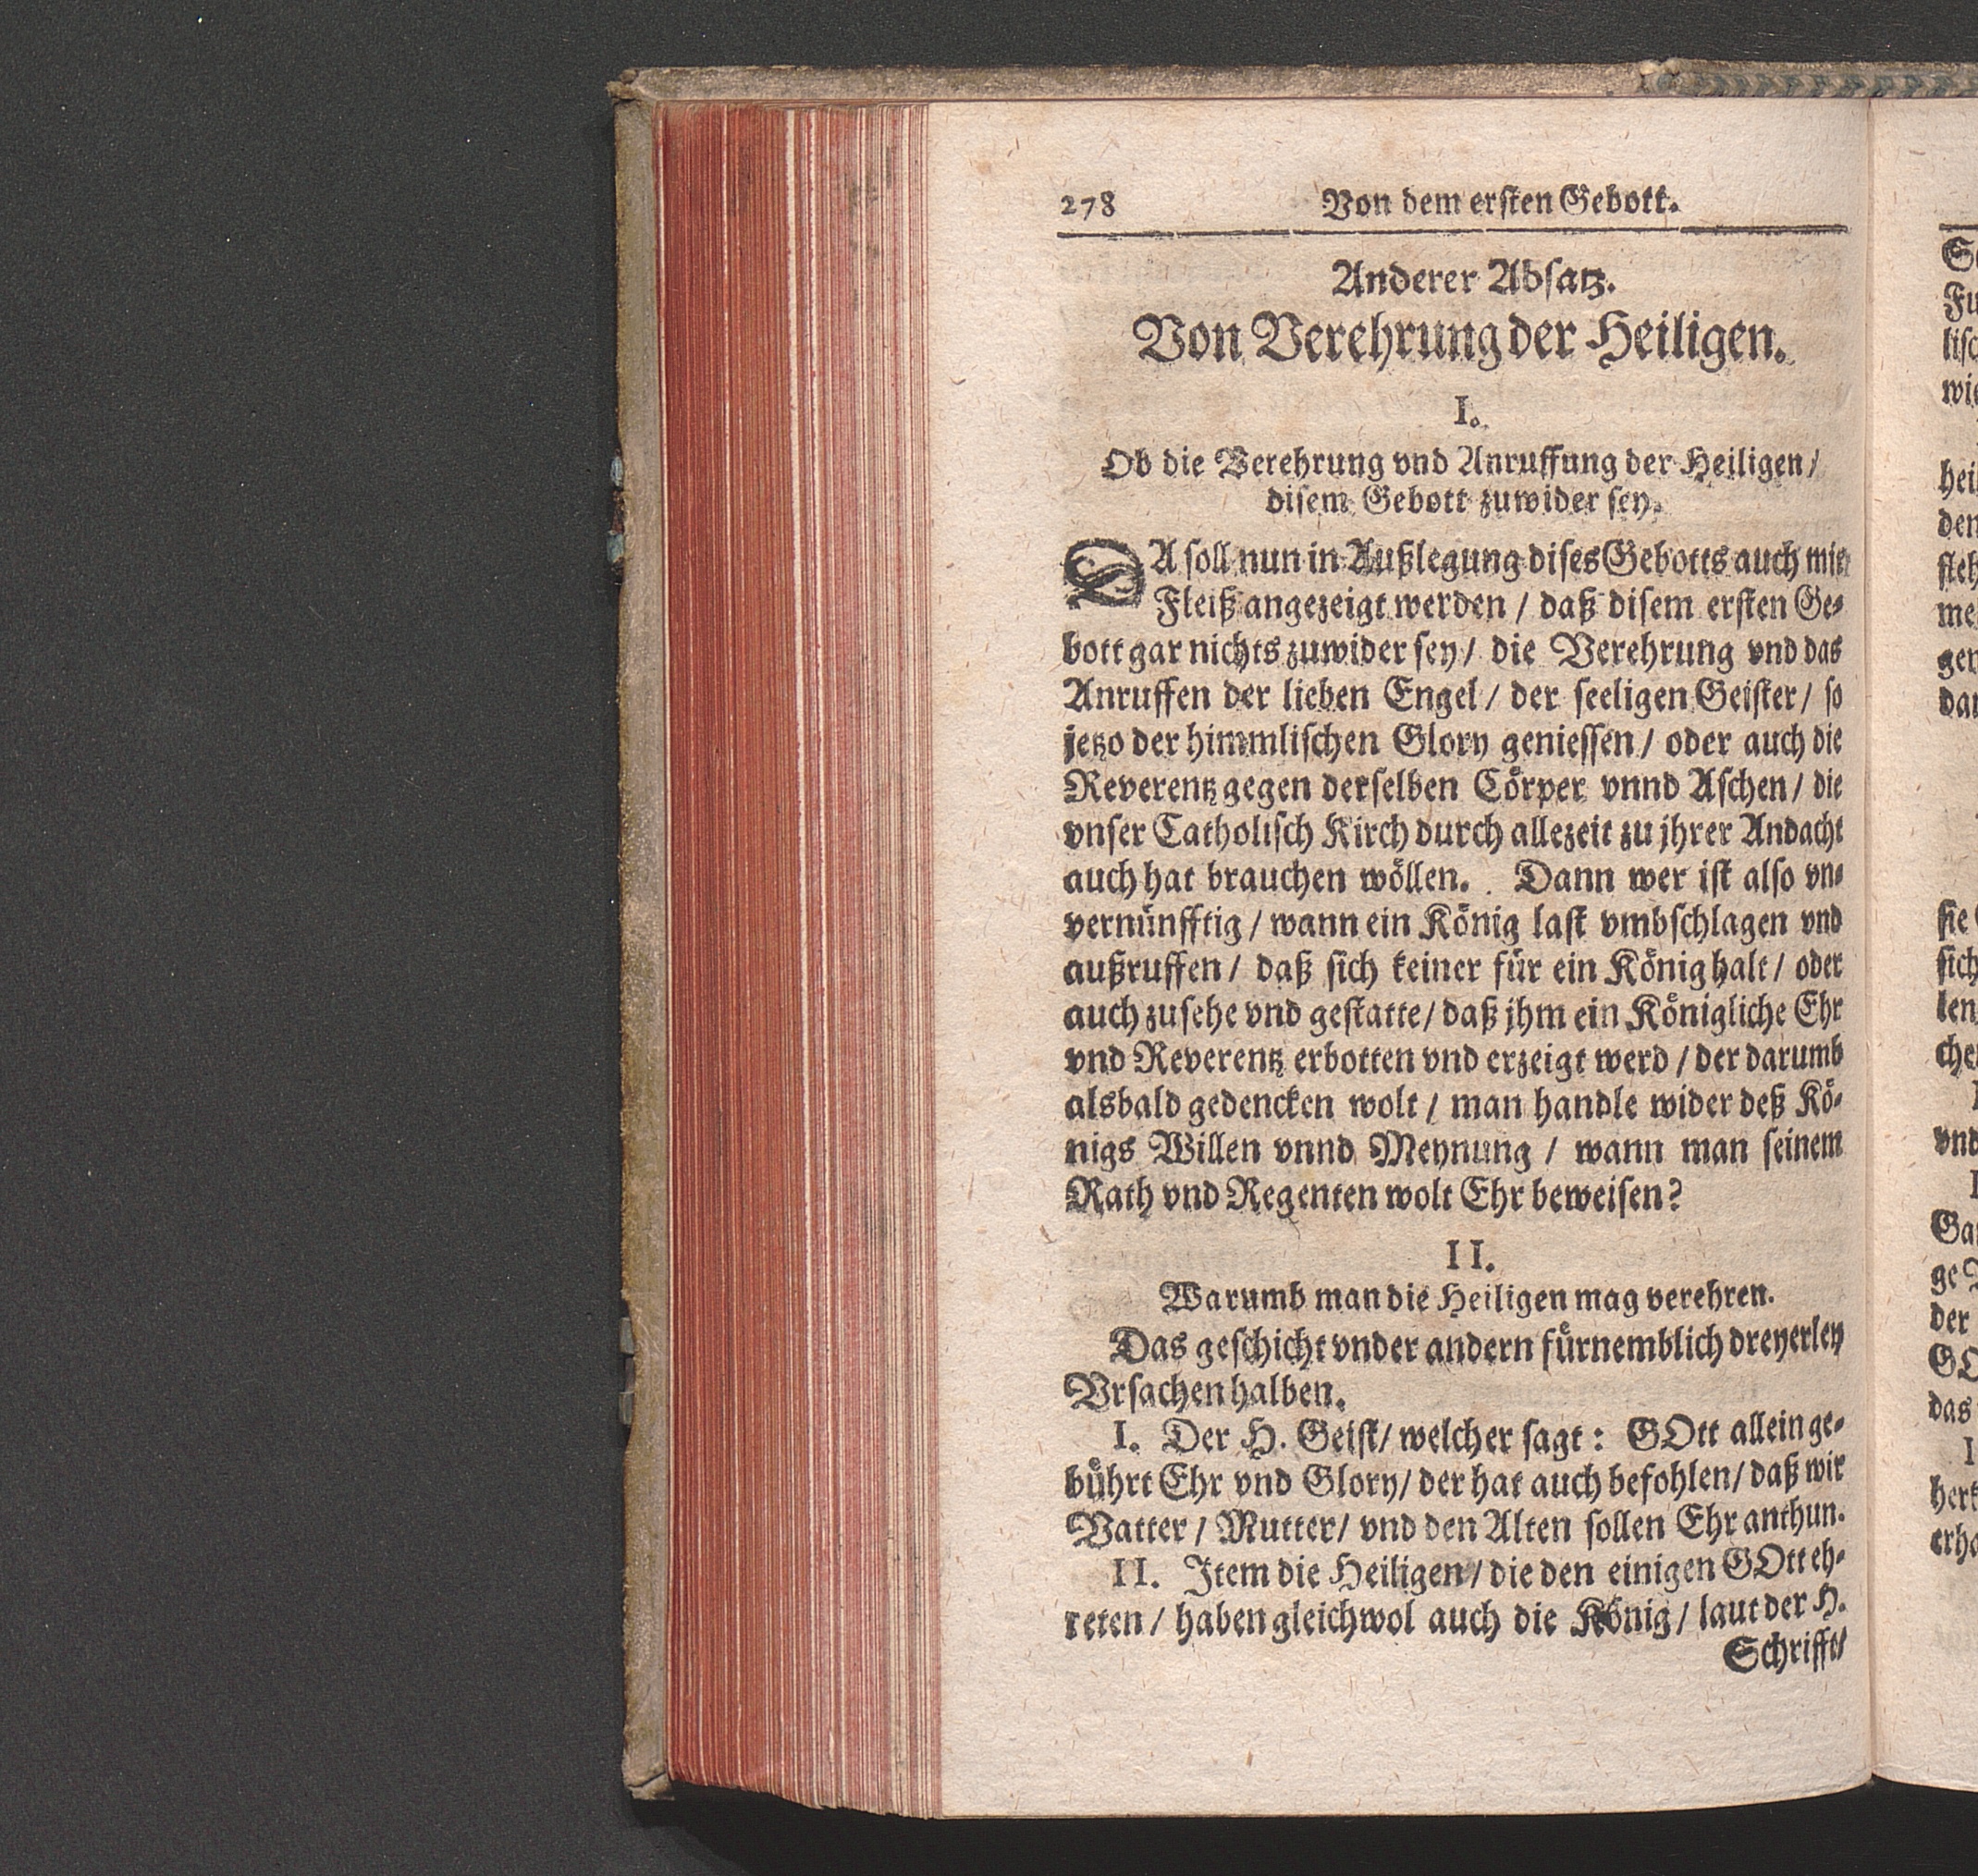 278 Von dem ersten Gebott.
Anderer Absatz.
Von Verehrung der Heiligen.
I.
Ob die Verehrung vnd Anruffung der Heiligen /
disem Gebott zuwider sey.
DA soll nun in Außlegung dises Gebotts auch mit
Fleiß angezeigt werden / daß disem ersten Ge-
bott gar nichts zuwider sey / die Verehrung vnd das
Anruffen der lieben Engel / der seeligen Geister / so
jetzo der himmlischen Glory geniessen / oder auch die
Reverentz gegen derselben Cörper vnnd Aschen / die
vnser Catholisch Kirch durch allezeit zu jhrer Andacht
auch hat brauchen wöllen. Dann wer ist also vn-
vernünfftig / wann ein König last vmbschlagen vnd
außruffen / daß sich keiner für ein König halt / oder
auch zusehe vnd gestatte / daß jhm ein Königliche Ehr
vnd Reverentz erbotten vnd erzeigt werd / der darumb
alsbald gedencken wolt / man handle wider deß Kö-
nigs Willen vnnd Meynung / wann man seinem
Rath vnd Regenten wolt Ehr beweisen?
II.
Warumb man die Heiligen mag verehren.
Das geschicht vnder andern fürnemblich dreyerley
Vrsachen halben.
I. Der H. Geist / welcher sagt: GOtt allein ge-
bührt Ehr vnd Glory / der hat auch befohlen / daß wir
Vatter / Mutter / vnd den Alten sollen Ehr anthun.
II. Item die Heiligen / die den einigen GOtt eh-
reten / haben gleichwol auch die König / laut der H.
Schrifft /